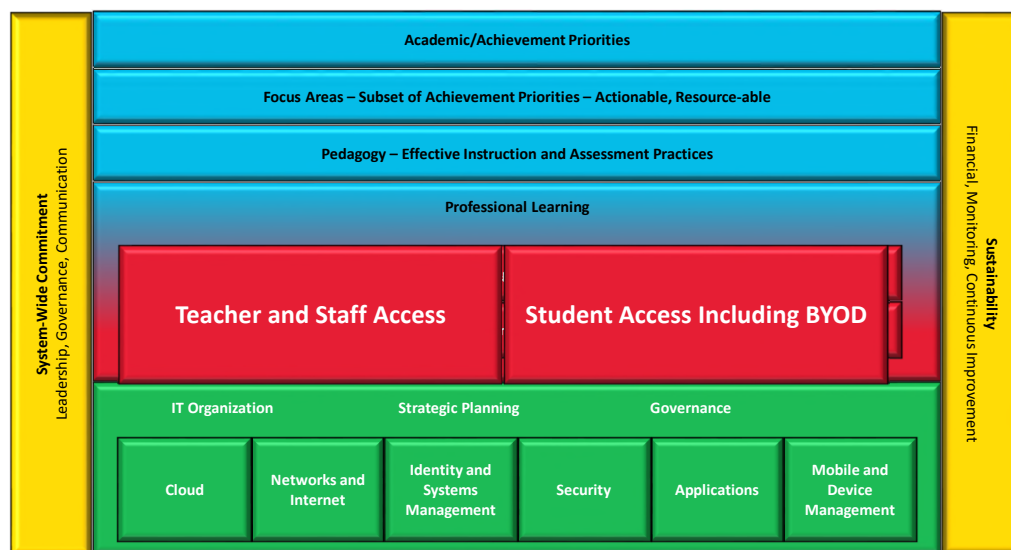 Academic/Achievement Priorities
Focus Areas – Subset of Achievement Priorities – Actionable, Resource-able
Pedagogy – Effective Instruction and Assessment Practices
Professional Learning
System-Wide Commitment
Leadership, Governance, Communication
Teacher and Staff Access
Student Access Including BYOD
Sustainability
Financial, Monitoring, Continuous Improvement
IT Organization
Strategic Planning
Governance
Cloud
Networks and
Internet
Identity and
Systems
Management
Security
Applications
Mobile and
Device
Management